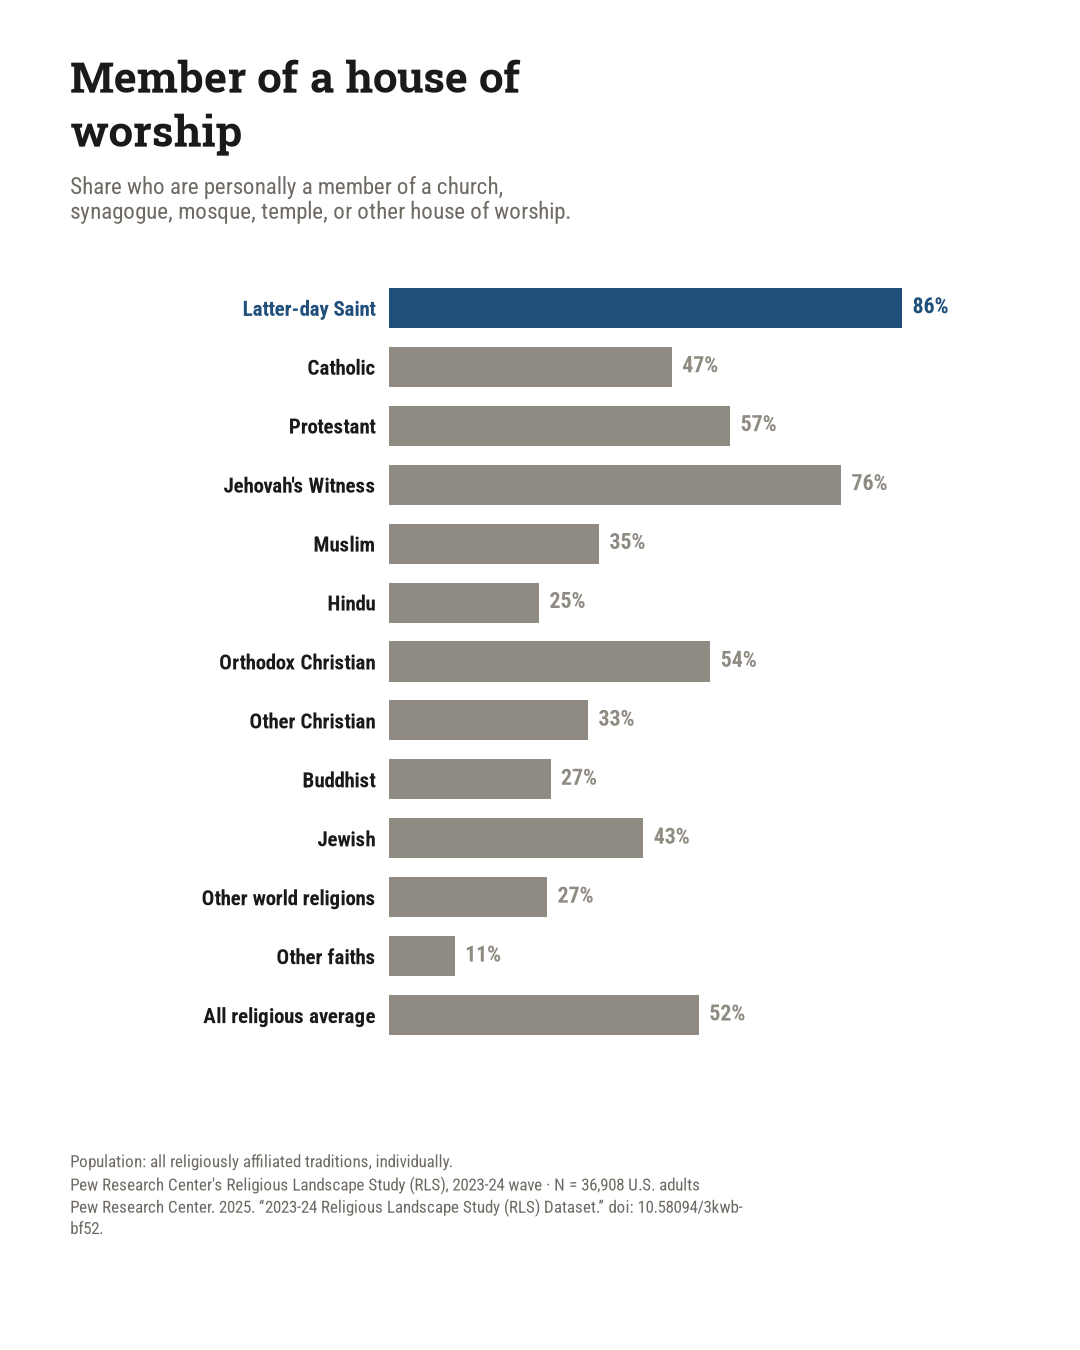 Member of a house of
worship
Share who are personally a member of a church,
synagogue, mosque, temple, or other house of worship.
Latter-day Saint 86%
Catholic 47%
Protestant 57%
Jehovah's Witness 76%
Muslim 35%
Hindu 25%
Orthodox Christian 54%
Other Christian 33%
Buddhist 27%
Jewish 43%
Other world religions 27%
Other faiths 11%
All religious average 52%
Population: all religiously affiliated traditions, individually.
Pew Research Center's Religious Landscape Study (RLS), 2023-24 wave · N = 36,908 U.S. adults
Pew Research Center. 2025. “2023-24 Religious Landscape Study (RLS) Dataset.” doi: 10.58094/3kwb-
bf52.